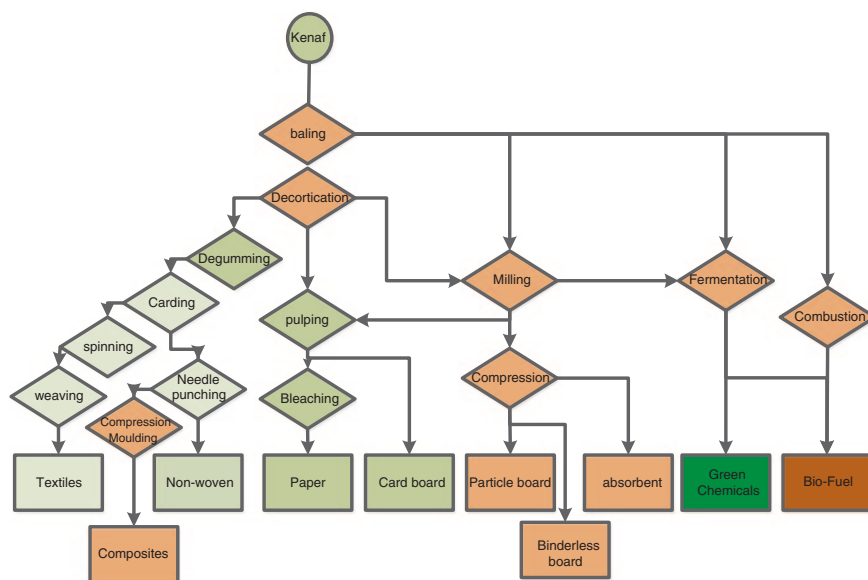 Kenaf
baling
Decortication
Degumming
Milling
Fermentation
Carding
Combustion
pulping
spinning
Needle
punching
Compression
weaving
Bleaching
Compression
Moulding
Textiles
Non-woven
Paper
Card board
Particle board
absorbent
Green
Chemicals
Bio-Fuel
Composites
Binderless
board